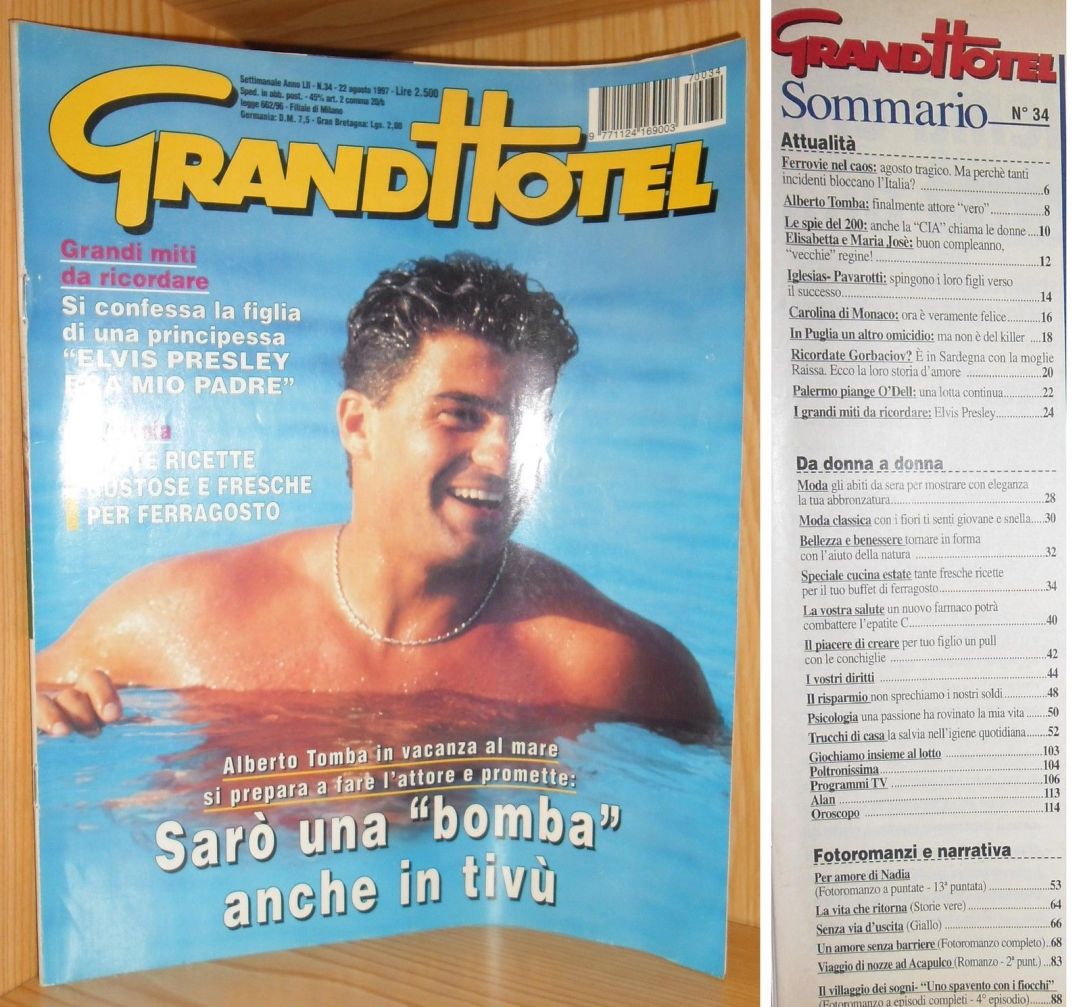 Settimanale Anno LII - N.34 - 22 agosto 1997 - Lire 2.500
Sped. in abb. post. - 45% art. 2 comma 20/b
legge 662/96 - Filiale di Milano
Germania: D.M. 7,5 - Gran Bretagna: Lgs. 2,00
70034
9 771124 169003
GRAND HOTEL
Grandi miti
da ricordare
Si confessa la figlia
di una principessa
"ELVIS PRESLEY
MIO PADRE"
RICETTE
GUSTOSE E FRESCHE
PER FERRAGOSTO
Alberto Tomba in vacanza al mare
si prepara a fare l'attore e promette:
Sarò una "bomba"
anche in tivù
GRAND HOTEL
Sommario N° 34
Attualità
Ferrovie nel caos: agosto tragico. Ma perchè tanti
incidenti bloccano l'Italia? 6
Alberto Tomba: finalmente attore "vero" 8
Le spie del 200: anche la "CIA" chiama le donne 10
Elisabetta e Maria Josè: buon compleanno,
"vecchie" regine! 12
Iglesias- Pavarotti: spingono i loro figli verso
il successo 14
Carolina di Monaco: ora è veramente felice 16
In Puglia un altro omicidio: ma non è del killer 18
Ricordate Gorbaciov? È in Sardegna con la moglie
Raissa. Ecco la loro storia d'amore 20
Palermo piange O'Dell: una lotta continua 22
I grandi miti da ricordare: Elvis Presley 24
Da donna a donna
Moda gli abiti da sera per mostrare con eleganza
la tua abbronzatura 28
Moda classica con i fiori ti senti giovane e snella 30
Bellezza e benessere tornare in forma
con l'aiuto della natura 32
Speciale cucina estate tante fresche ricette
per il tuo buffet di ferragosto 34
La vostra salute un nuovo farmaco potrà
combattere l'epatite C 40
Il piacere di creare per tuo figlio un pull
con le conchiglie 42
I vostri diritti 44
Il risparmio non sprechiamo i nostri soldi 48
Psicologia una passione ha rovinato la mia vita 50
Trucchi di casa la salvia nell'igiene quotidiana 52
Giochiamo insieme al lotto 103
Poltronissima 104
Programmi TV 106
Alan 113
Oroscopo 114
Fotoromanzi e narrativa
Per amore di Nadia
(Fotoromanzo a puntate - 13ª puntata) 53
La vita che ritorna (Storie vere) 64
Senza via d'uscita (Giallo) 66
Un amore senza barriere (Fotoromanzo completo) 68
Viaggio di nozze ad Acapulco (Romanzo - 2ª punt.) 83
Il villaggio dei sogni- "Uno spavento con i fiocchi"
(Fotoromanzo a episodi completi - 4° episodio) 88